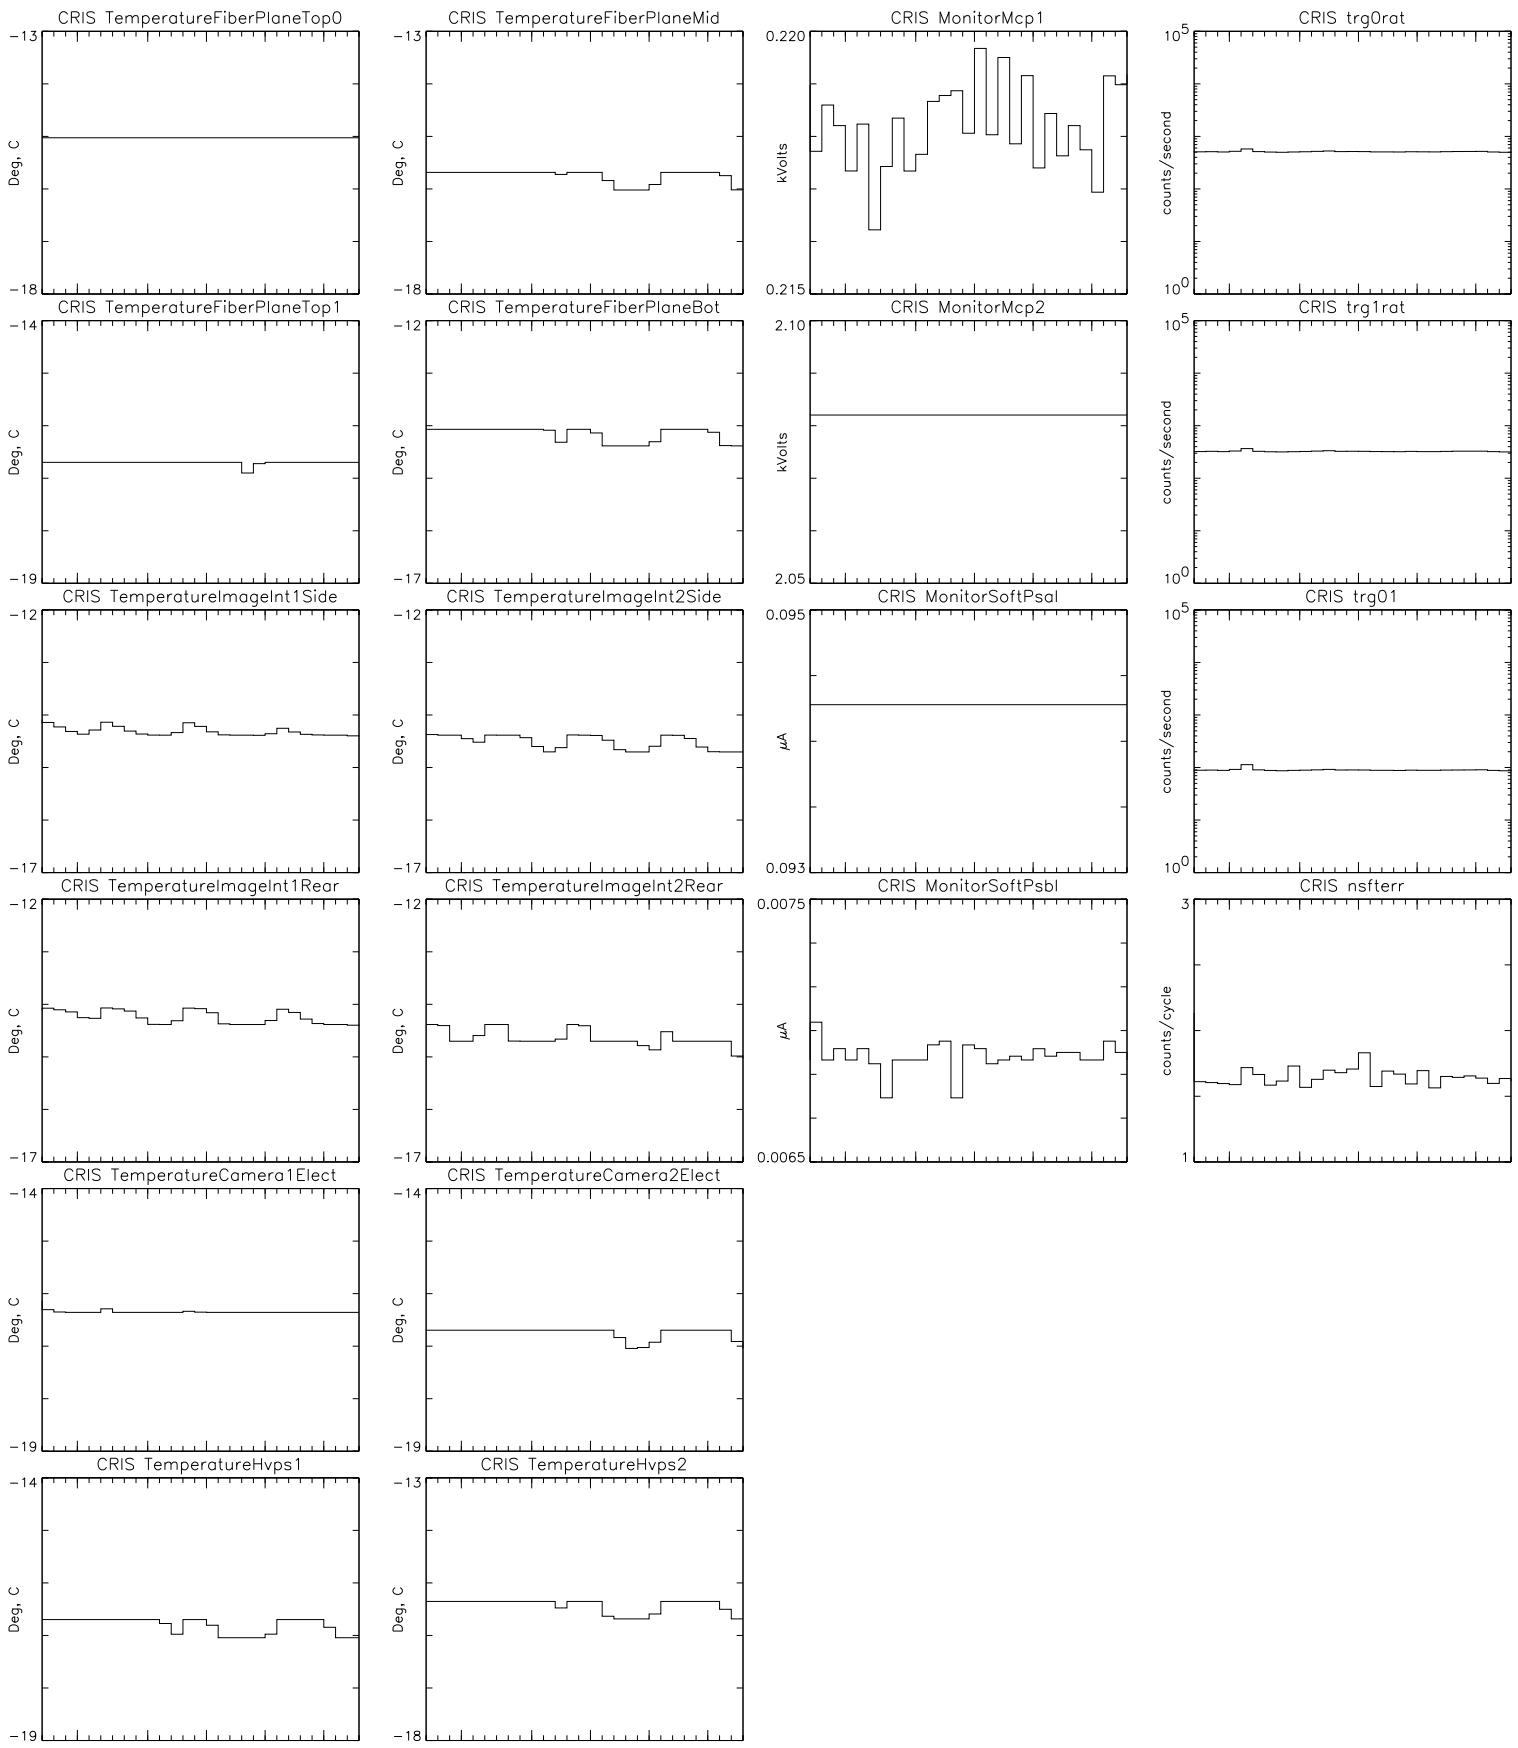 CRIS TemperatureFiberPlaneTop0
-13
Deg, C
-18
CRIS TemperatureFiberPlaneMid
-13
Deg, C
-18
CRIS MonitorMcp1
0.220
kVolts
0.215
CRIS trg0rat
10^5
counts/second
10^0
CRIS TemperatureFiberPlaneTop1
-14
Deg, C
-19
CRIS TemperatureFiberPlaneBot
-12
Deg, C
-17
CRIS MonitorMcp2
2.10
kVolts
2.05
CRIS trg1rat
10^5
counts/second
10^0
CRIS TemperatureImageInt1Side
-12
Deg, C
-17
CRIS TemperatureImageInt2Side
-12
Deg, C
-17
CRIS MonitorSoftPsaI
0.095
μA
0.093
CRIS trg01
10^5
counts/second
10^0
CRIS TemperatureImageInt1Rear
-12
Deg, C
-17
CRIS TemperatureImageInt2Rear
-12
Deg, C
-17
CRIS MonitorSoftPsbI
0.0075
μA
0.0065
CRIS nsfterr
3
counts/cycle
1
CRIS TemperatureCamera1Elect
-14
Deg, C
-19
CRIS TemperatureCamera2Elect
-14
Deg, C
-19
CRIS TemperatureHvps1
-14
Deg, C
-19
CRIS TemperatureHvps2
-13
Deg, C
-18